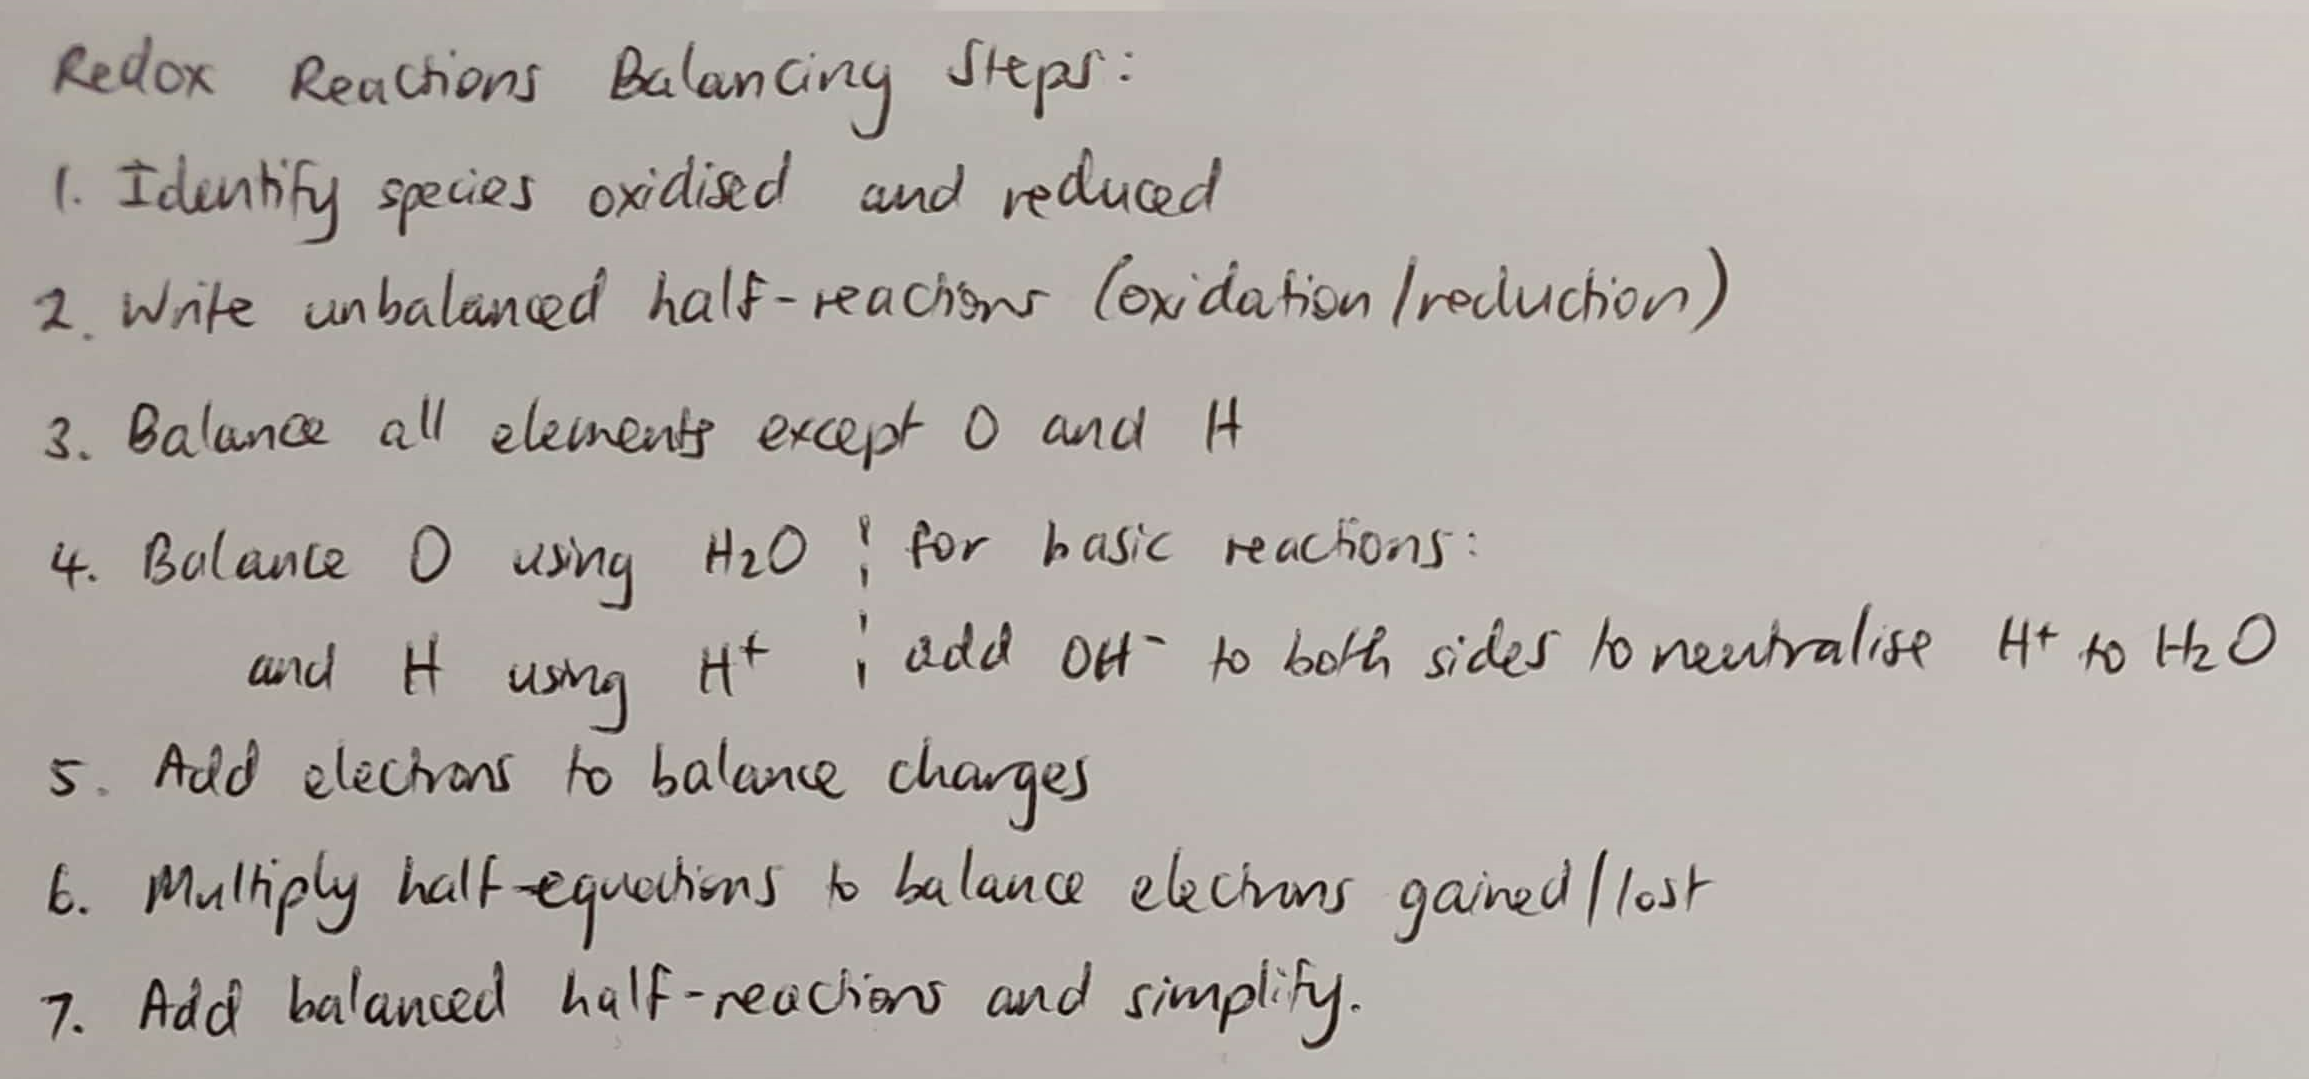 Redox Reactions Balancing Steps:
1. Identify species oxidised and reduced
2. Write unbalanced half-reactions (oxidation/reduction)
3. Balance all elements except O and H
4. Balance O using H₂O ¦ for basic reactions:
and H using H⁺ ¦ add OH⁻ to both sides to neutralise H⁺ to H₂O
5. Add electrons to balance charges
6. Multiply half-equations to balance electrons gained/lost
7. Add balanced half-reactions and simplify.